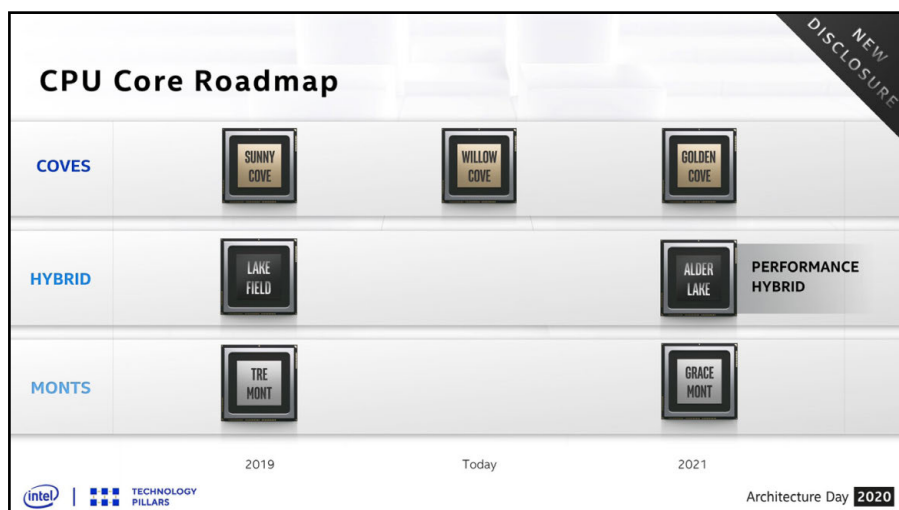 NEW
DISCLOSURE
CPU Core Roadmap
COVES
SUNNY
COVE
WILLOW
COVE
GOLDEN
COVE
HYBRID
LAKE
FIELD
ALDER
LAKE
PERFORMANCE
HYBRID
MONTS
TRE
MONT
GRACE
MONT
2019
Today
2021
intel
TECHNOLOGY
PILLARS
Architecture Day 2020